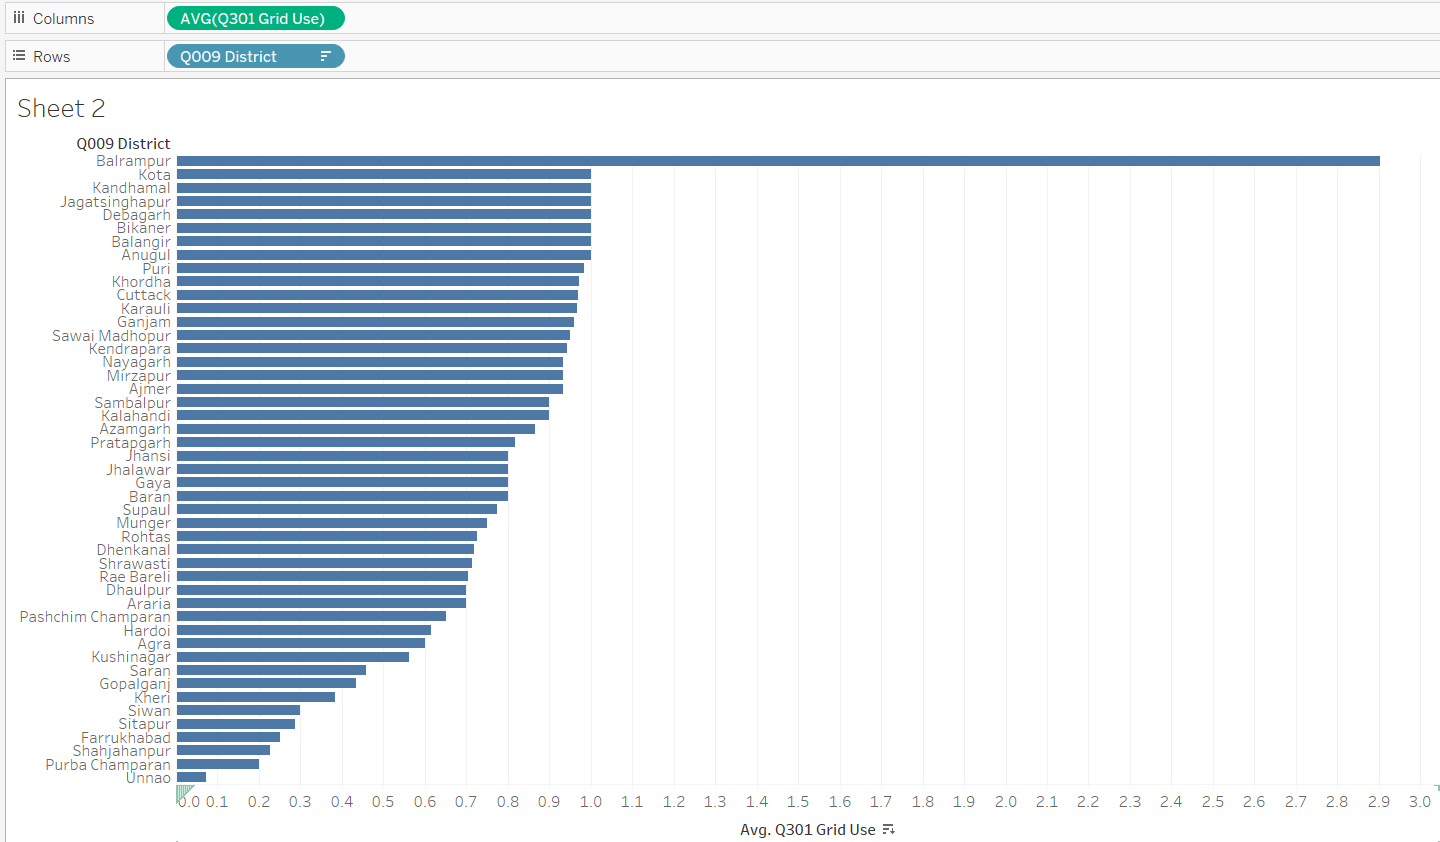 Columns
AVG(Q301 Grid Use)
Rows
Q009 District
Sheet 2
Q009 District
Balrampur
Kota
Kandhamal
Jagatsinghapur
Debagarh
Bikaner
Balangir
Anugul
Puri
Khordha
Cuttack
Karauli
Ganjam
Sawai Madhopur
Kendrapara
Nayagarh
Mirzapur
Ajmer
Sambalpur
Kalahandi
Azamgarh
Pratapgarh
Jhansi
Jhalawar
Gaya
Baran
Supaul
Munger
Rohtas
Dhenkanal
Shrawasti
Rae Bareli
Dhaulpur
Araria
Pashchim Champaran
Hardoi
Agra
Kushinagar
Saran
Gopalganj
Kheri
Siwan
Sitapur
Farrukhabad
Shahjahanpur
Purba Champaran
Unnao
0.0 0.1 0.2 0.3 0.4 0.5 0.6 0.7 0.8 0.9 1.0 1.1 1.2 1.3 1.4 1.5 1.6 1.7 1.8 1.9 2.0 2.1 2.2 2.3 2.4 2.5 2.6 2.7 2.8 2.9 3.0
Avg. Q301 Grid Use